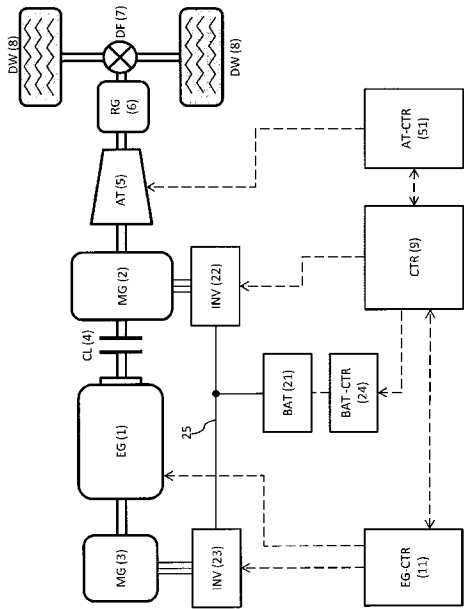 DW (8)
DF (7)
DW (8)
RG
(6)
AT (5)
MG (2)
CL (4)
EG (1)
MG (3)
INV (22)
INV (23)
25
BAT (21)
BAT -CTR
(24)
AT-CTR
(51)
CTR (9)
EG-CTR
(11)